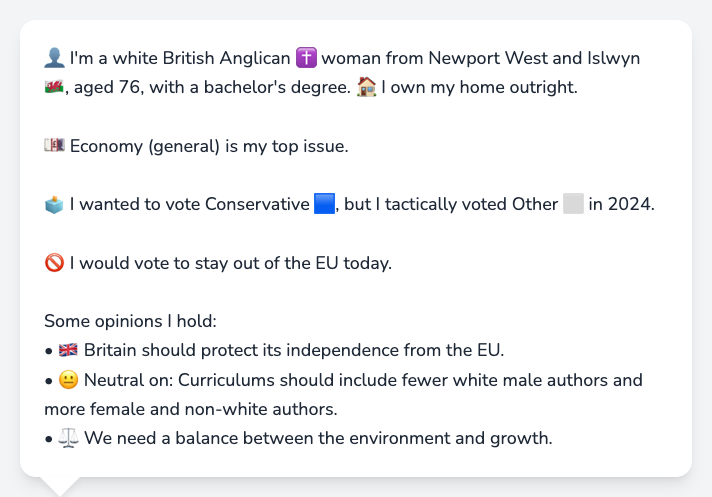 👤 I'm a white British Anglican ✝️ woman from Newport West and Islwyn
🏴󠁧󠁢󠁷󠁬󠁳󠁿, aged 76, with a bachelor's degree. 🏠 I own my home outright.
💷 Economy (general) is my top issue.
🗳️ I wanted to vote Conservative 🟦, but I tactically voted Other ⬜ in 2024.
🚫 I would vote to stay out of the EU today.
Some opinions I hold:
• 🇬🇧 Britain should protect its independence from the EU.
• 😐 Neutral on: Curriculums should include fewer white male authors and
more female and non-white authors.
• ⚖️ We need a balance between the environment and growth.